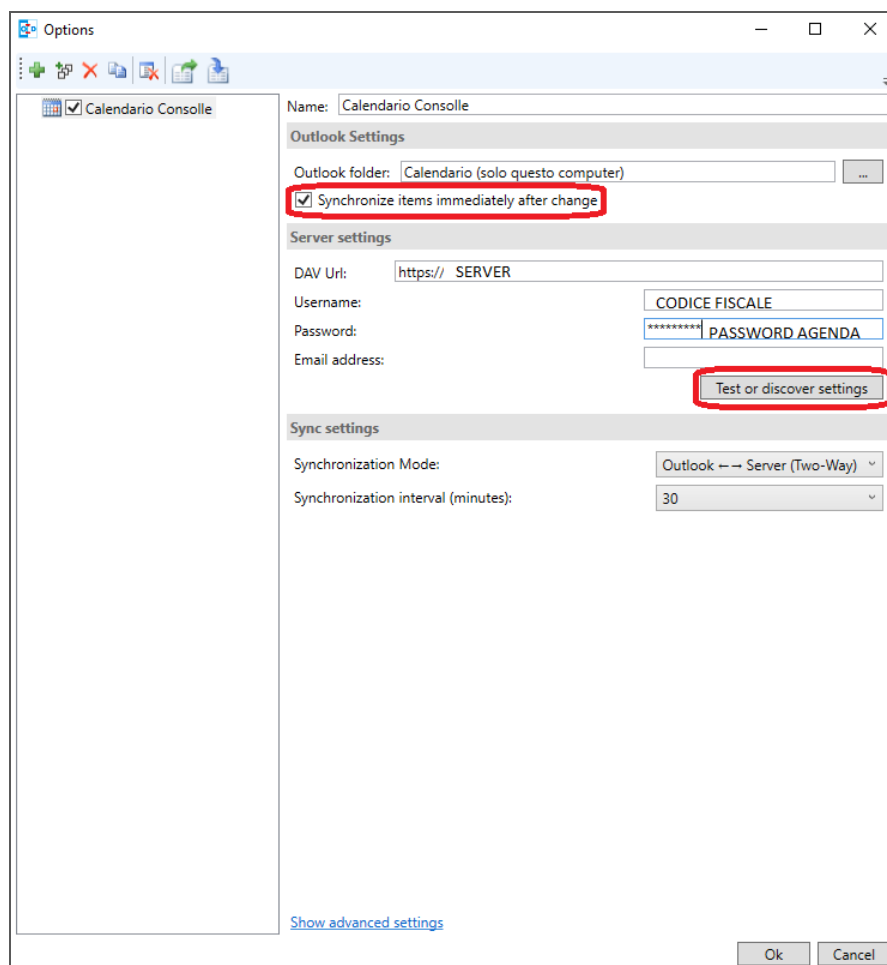 Options
Calendario Consolle
Name: Calendario Consolle
Outlook Settings
Outlook folder: Calendario (solo questo computer) ...
Synchronize items immediately after change
Server settings
DAV Url: https:// SERVER
Username: CODICE FISCALE
Password: ********* PASSWORD AGENDA
Email address:
Test or discover settings
Sync settings
Synchronization Mode: Outlook ←→ Server (Two-Way)
Synchronization interval (minutes): 30
Show advanced settings
Ok Cancel